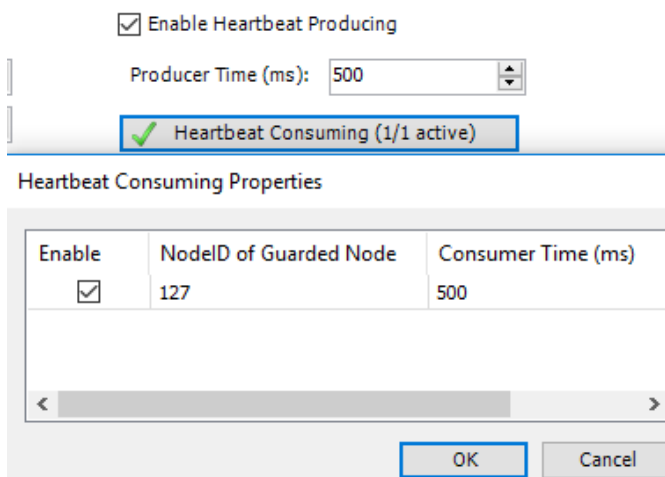 Enable Heartbeat Producing
Producer Time (ms): 500
Heartbeat Consuming (1/1 active)
Heartbeat Consuming Properties
Enable NodeID of Guarded Node Consumer Time (ms)
127 500
OK Cancel